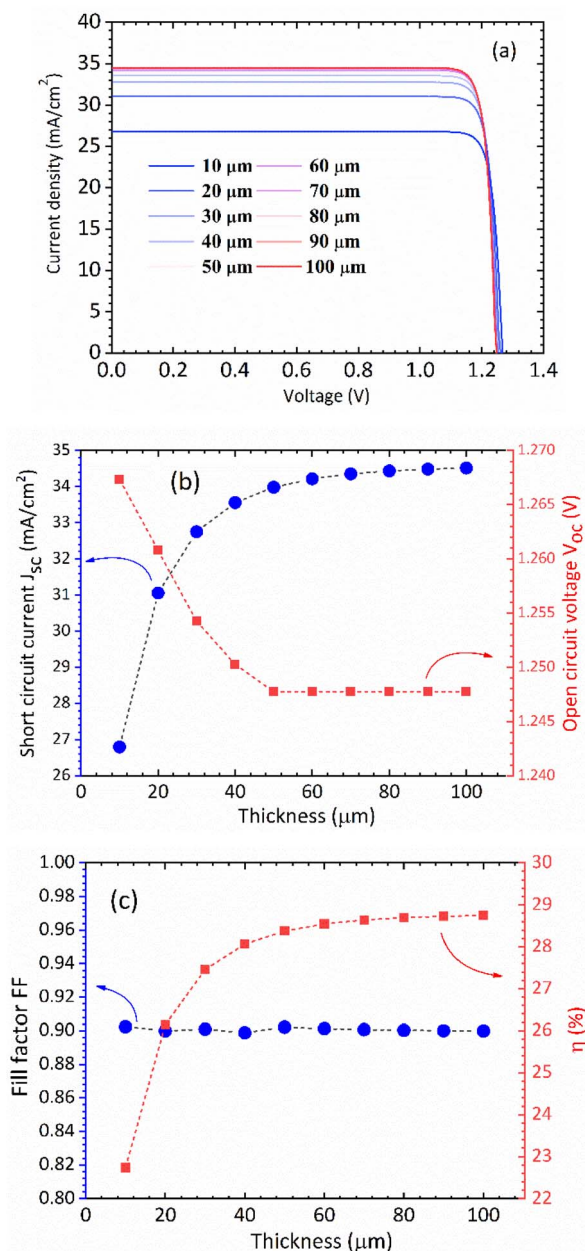 (a)
Current density (mA/cm²)
40
35
30
25
20
15
10
5
0
10 µm 60 µm
20 µm 70 µm
30 µm 80 µm
40 µm 90 µm
50 µm 100 µm
0.0 0.2 0.4 0.6 0.8 1.0 1.2 1.4
Voltage (V)
(b)
Short circuit current J_SC (mA/cm²)
35
34
33
32
31
30
29
28
27
26
1.270
1.265
1.260
1.255
1.250
1.245
1.240
Open circuit voltage V_OC (V)
0 20 40 60 80 100
Thickness (µm)
(c)
Fill factor FF
1.00
0.98
0.96
0.94
0.92
0.90
0.88
0.86
0.84
0.82
0.80
30
29
28
27
26
25
24
23
22
η (%)
0 20 40 60 80 100
Thickness (µm)